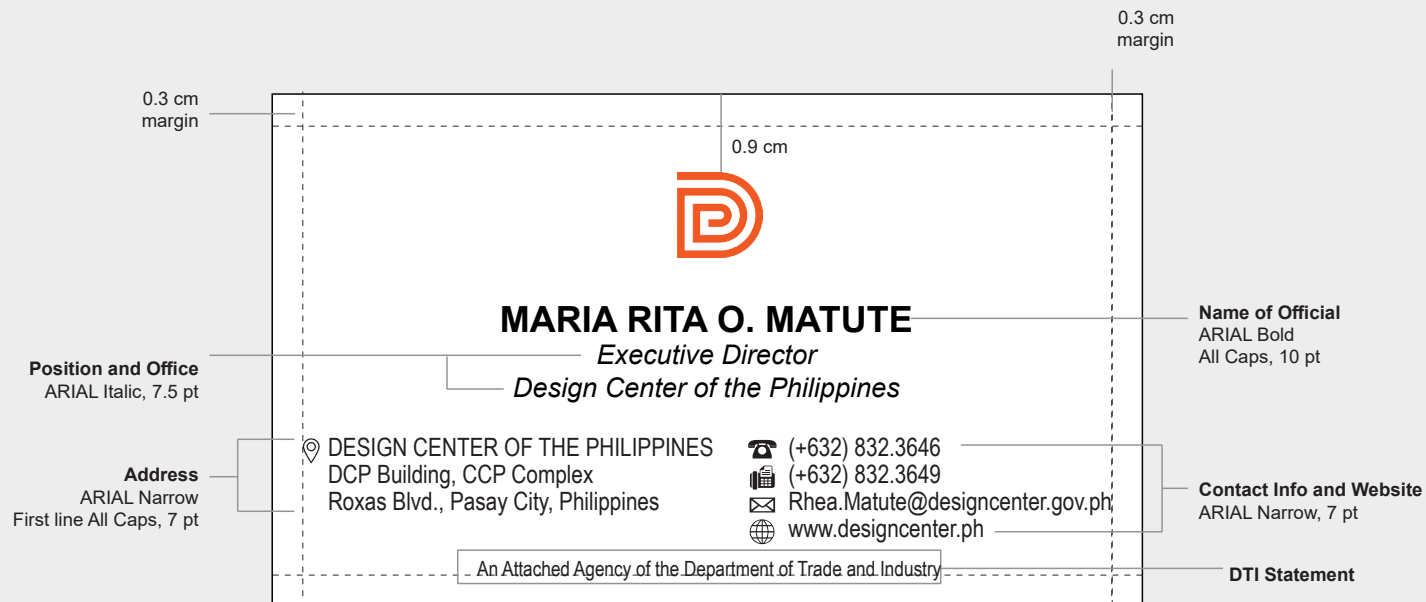 0.3 cm
margin
0.3 cm
margin
0.9 cm
MARIA RITA O. MATUTE
Executive Director
Design Center of the Philippines
Name of Official
ARIAL Bold
All Caps, 10 pt
Position and Office
ARIAL Italic, 7.5 pt
DESIGN CENTER OF THE PHILIPPINES
DCP Building, CCP Complex
Roxas Blvd., Pasay City, Philippines
(+632) 832.3646
(+632) 832.3649
Rhea.Matute@designcenter.gov.ph
www.designcenter.ph
Address
ARIAL Narrow
First line All Caps, 7 pt
Contact Info and Website
ARIAL Narrow, 7 pt
An Attached Agency of the Department of Trade and Industry
DTI Statement